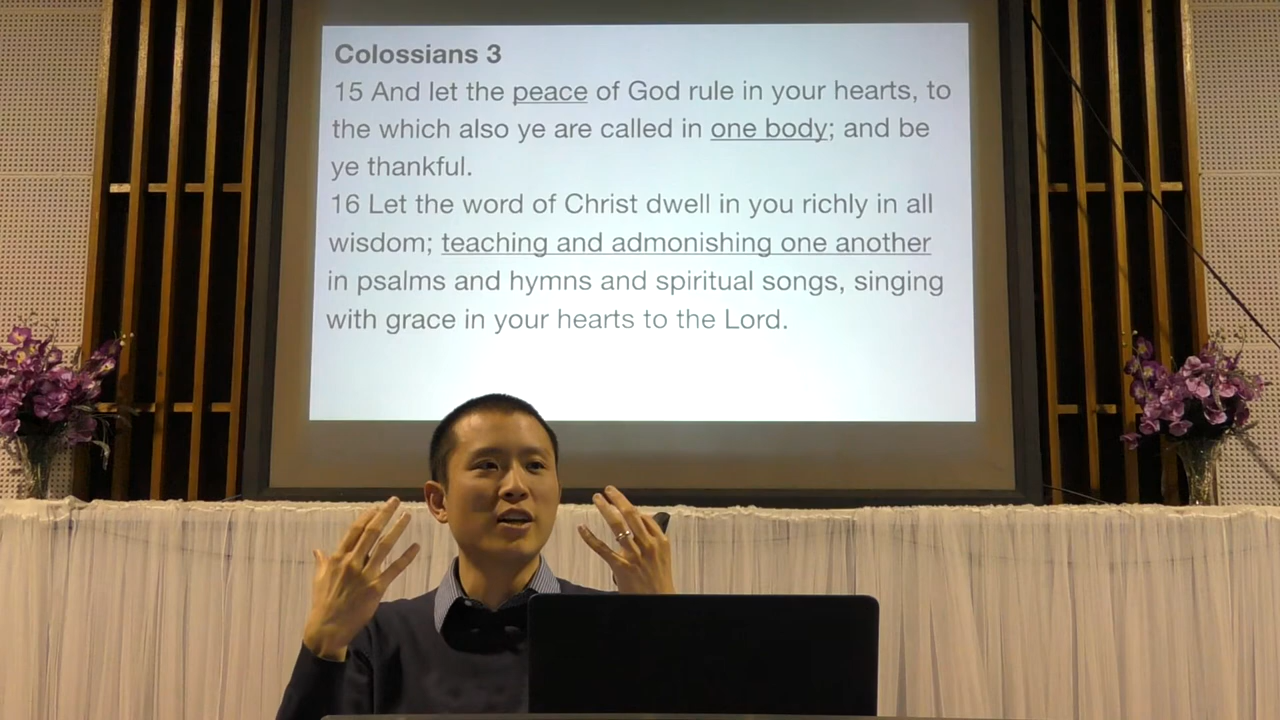 Colossians 3
15 And let the peace of God rule in your hearts, to
the which also ye are called in one body; and be
ye thankful.
16 Let the word of Christ dwell in you richly in all
wisdom; teaching and admonishing one another
in psalms and hymns and spiritual songs, singing
with grace in your hearts to the Lord.